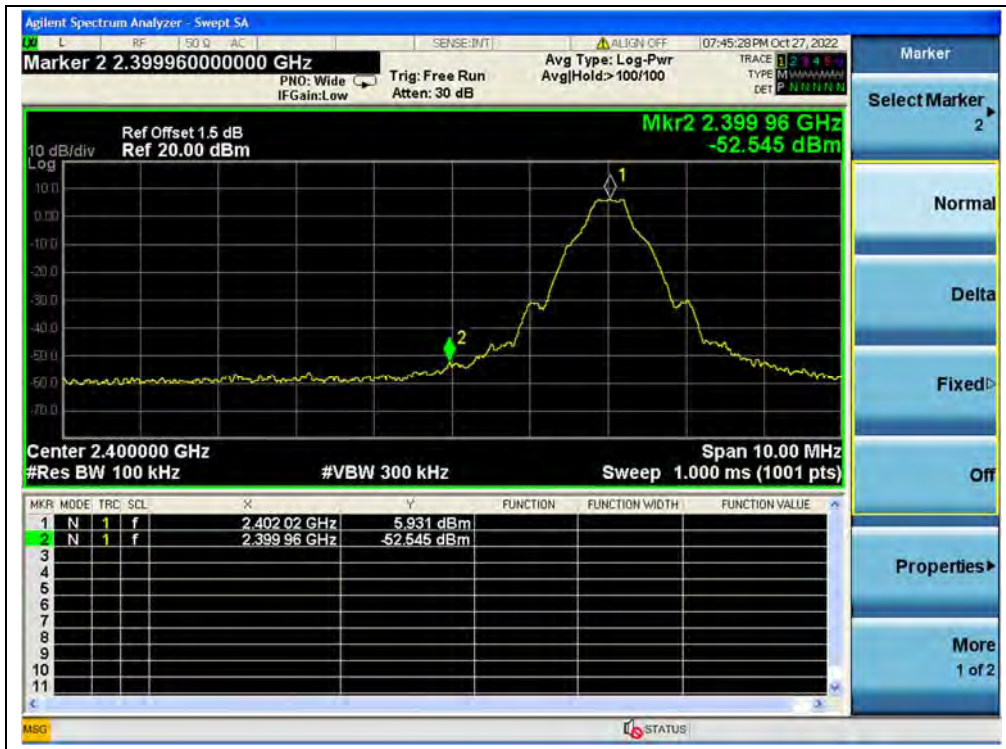 Agilent Spectrum Analyzer - Swept SA
L RF 50 Ω AC SENSE:INT ALIGN OFF 07:45:28 PM Oct 27, 2022
Marker 2 2.399960000000 GHz
PNO: Wide
IFGain:Low
Trig: Free Run
Atten: 30 dB
Avg Type: Log-Pwr
Avg|Hold:> 100/100
TRACE 1 2 3 4 5 6
TYPE M
DET P N N N N N
Mkr2 2.399 96 GHz
-52.545 dBm
Ref Offset 1.5 dB
10 dB/div Ref 20.00 dBm
Log
10.0
0.00
-10.0
-20.0
-30.0
-40.0
-50.0
-60.0
-70.0
1
2
Center 2.400000 GHz Span 10.00 MHz
#Res BW 100 kHz #VBW 300 kHz Sweep 1.000 ms (1001 pts)
MKR MODE TRC SCL X Y FUNCTION FUNCTION WIDTH FUNCTION VALUE
1 N 1 f 2.402 02 GHz 5.931 dBm
2 N 1 f 2.399 96 GHz -52.545 dBm
3
4
5
6
7
8
9
10
11
MSG STATUS
Marker
Select Marker
2
Normal
Delta
Fixed
Off
Properties
More
1 of 2